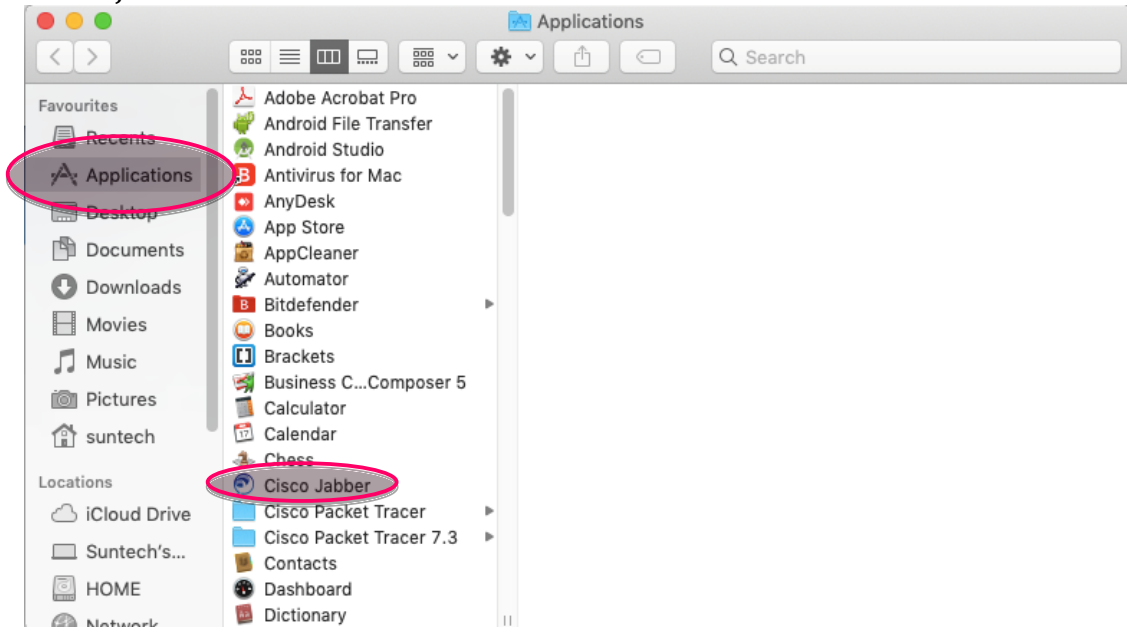 Applications
Search
Favourites
Recents
Applications
Desktop
Documents
Downloads
Movies
Music
Pictures
suntech
Locations
iCloud Drive
Suntech's...
HOME
Network
Adobe Acrobat Pro
Android File Transfer
Android Studio
Antivirus for Mac
AnyDesk
App Store
AppCleaner
Automator
Bitdefender
Books
Brackets
Business C...Composer 5
Calculator
Calendar
Chess
Cisco Jabber
Cisco Packet Tracer
Cisco Packet Tracer 7.3
Contacts
Dashboard
Dictionary